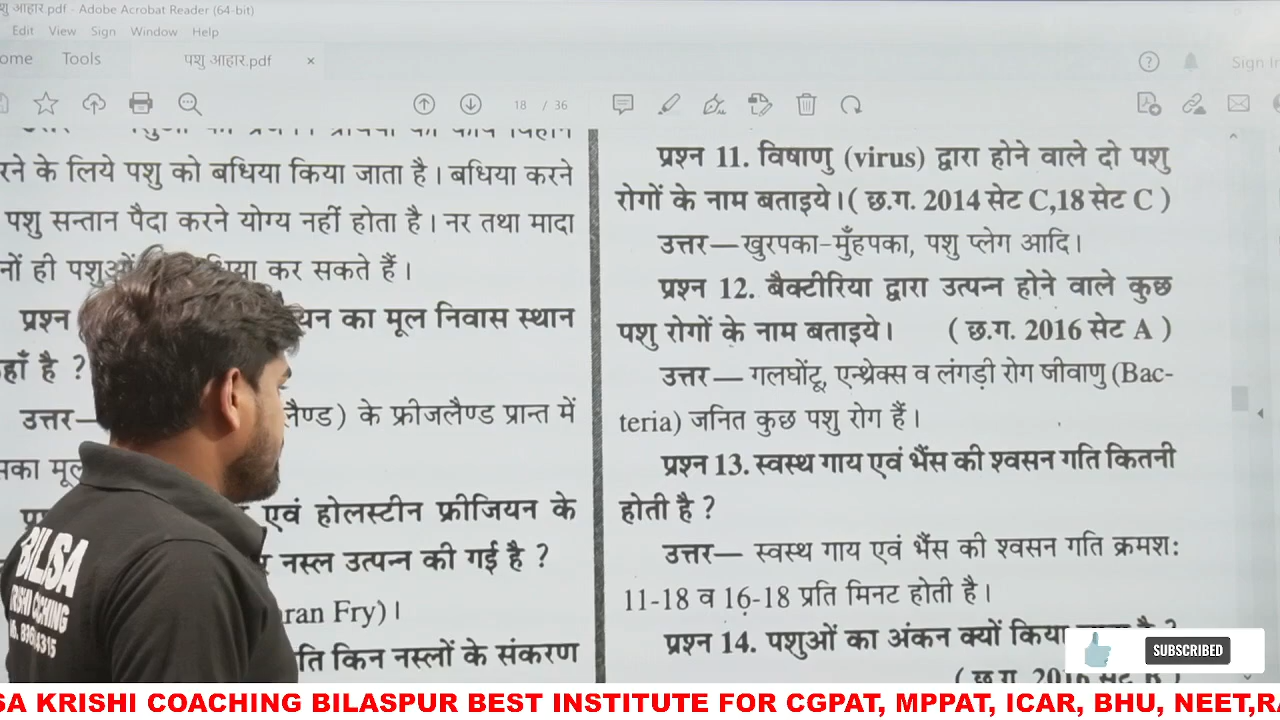 शु आहार.pdf - Adobe Acrobat Reader (64-bit)
Edit View Sign Window Help
ome Tools पशु आहार.pdf × Sign In
18 / 36
रने के लिये पशु को बधिया किया जाता है। बधिया करने
पशु सन्तान पैदा करने योग्य नहीं होता है। नर तथा मादा
नों ही पशुओं कर सकते हैं।
प्रश्न यन का मूल निवास स्थान
हाँ है ?
उत्तर— लैण्ड) के फ्रीजलैण्ड प्रान्त में
सका मूल
एवं होलस्टीन फ्रीजियन के
नस्ल उत्पन्न की गई है ?
ran Fry)।
ति किन नस्लों के संकरण
प्रश्न 11. विषाणु (virus) द्वारा होने वाले दो पशु
रोगों के नाम बताइये।( छ.ग. 2014 सेट C,18 सेट C )
उत्तर—खुरपका-मुँहपका, पशु प्लेग आदि।
प्रश्न 12. बैक्टीरिया द्वारा उत्पन्न होने वाले कुछ
पशु रोगों के नाम बताइये। ( छ.ग. 2016 सेट A )
उत्तर— गलघोंटू, एन्थ्रेक्स व लंगड़ी रोग जीवाणु (Bac-
teria) जनित कुछ पशु रोग हैं।
प्रश्न 13. स्वस्थ गाय एवं भैंस की श्वसन गति कितनी
होती है ?
उत्तर— स्वस्थ गाय एवं भैंस की श्वसन गति क्रमश:
11-18 व 16-18 प्रति मिनट होती है।
प्रश्न 14. पशुओं का अंकन क्यों किया
BILSA
KRISHI COCHING
SUBSCRIBED
SA KRISHI COACHING BILASPUR BEST INSTITUTE FOR CGPAT, MPPAT, ICAR, BHU, NEET,RA